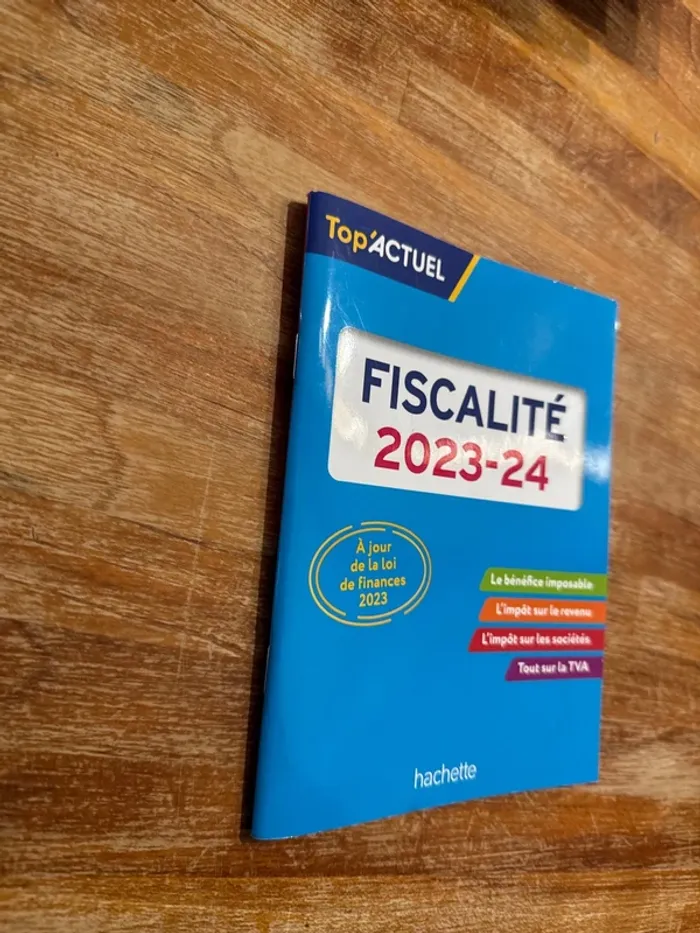 Top'ACTUEL
FISCALITÉ
2023-24
À jour
de la loi
de finances
2023
Le bénéfice imposable
L'impôt sur le revenu
L'impôt sur les sociétés
Tout sur la TVA
hachette